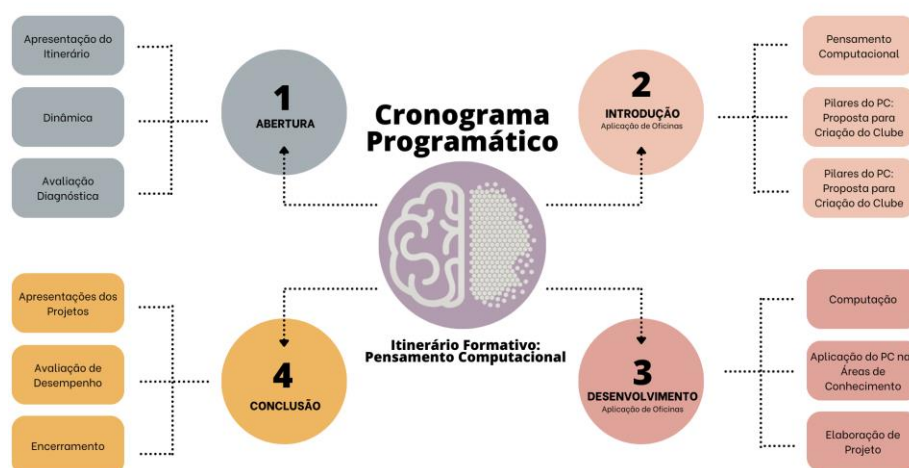 Cronograma
Programático
Apresentação do
Itinerário
Dinâmica
Avaliação
Diagnóstica
1
ABERTURA
2
INTRODUÇÃO
Aplicação de Oficinas
Pensamento
Computacional
Pilares do PC:
Proposta para
Criação do Clube
Pilares do PC:
Proposta para
Criação do Clube
Itinerário Formativo:
Pensamento Computacional
3
DESENVOLVIMENTO
Aplicação de Oficinas
Computação
Aplicação do PC na
Áreas de
Conhecimento
Elaboração de
Projeto
4
CONCLUSÃO
Apresentações dos
Projetos
Avaliação de
Desempenho
Encerramento